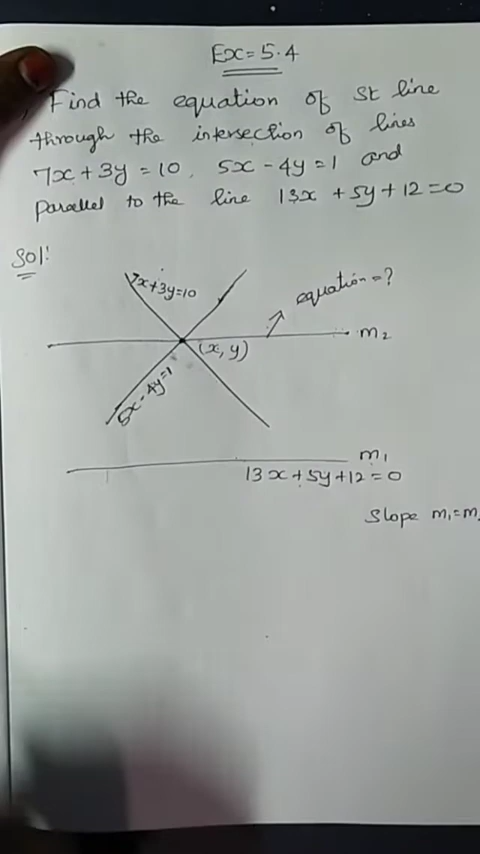 Ex = 5.4
Find the equation of st line
through the intersection of lines
7x + 3y = 10, 5x - 4y = 1 and
parallel to the line 13x + 5y + 12 = 0
Sol:
7x+3y=10
equation = ?
m₂
(x, y)
5x - 4y = 1
m₁
13x + 5y + 12 = 0
Slope m₁=m